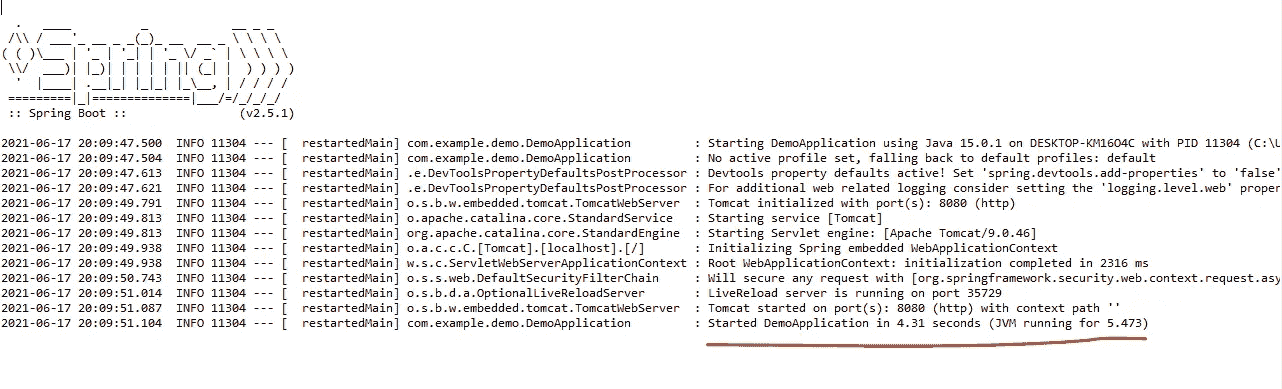 .   ____          _            __ _ _
 /\\ / ___'_ __ _ _(_)_ __  __ _ \ \ \ \
( ( )\___ | '_ | '_| | '_ \/ _` | \ \ \ \
 \\/  ___)| |_)| | | | | || (_| |  ) ) ) )
  '  |____| .__|_| |_|_| |_\__, | / / / /
 =========|_|==============|___/=/_/_/_/
 :: Spring Boot ::                (v2.5.1)
2021-06-17 20:09:47.500  INFO 11304 --- [  restartedMain] com.example.demo.DemoApplication         : Starting DemoApplication using Java 15.0.1 on DESKTOP-KM16O4C with PID 11304 (C:\U
2021-06-17 20:09:47.504  INFO 11304 --- [  restartedMain] com.example.demo.DemoApplication         : No active profile set, falling back to default profiles: default
2021-06-17 20:09:47.613  INFO 11304 --- [  restartedMain] .e.DevToolsPropertyDefaultsPostProcessor : Devtools property defaults active! Set 'spring.devtools.add-properties' to 'false'
2021-06-17 20:09:47.621  INFO 11304 --- [  restartedMain] .e.DevToolsPropertyDefaultsPostProcessor : For additional web related logging consider setting the 'logging.level.web' proper
2021-06-17 20:09:49.791  INFO 11304 --- [  restartedMain] o.s.b.w.embedded.tomcat.TomcatWebServer  : Tomcat initialized with port(s): 8080 (http)
2021-06-17 20:09:49.813  INFO 11304 --- [  restartedMain] o.apache.catalina.core.StandardService   : Starting service [Tomcat]
2021-06-17 20:09:49.813  INFO 11304 --- [  restartedMain] org.apache.catalina.core.StandardEngine  : Starting Servlet engine: [Apache Tomcat/9.0.46]
2021-06-17 20:09:49.938  INFO 11304 --- [  restartedMain] o.a.c.c.C.[Tomcat].[localhost].[/]       : Initializing Spring embedded WebApplicationContext
2021-06-17 20:09:49.938  INFO 11304 --- [  restartedMain] w.s.c.ServletWebServerApplicationContext : Root WebApplicationContext: initialization completed in 2316 ms
2021-06-17 20:09:50.743  INFO 11304 --- [  restartedMain] o.s.s.web.DefaultSecurityFilterChain     : Will secure any request with [org.springframework.security.web.context.request.asy
2021-06-17 20:09:51.014  INFO 11304 --- [  restartedMain] o.s.b.d.a.OptionalLiveReloadServer       : LiveReload server is running on port 35729
2021-06-17 20:09:51.087  INFO 11304 --- [  restartedMain] o.s.b.w.embedded.tomcat.TomcatWebServer  : Tomcat started on port(s): 8080 (http) with context path ''
2021-06-17 20:09:51.104  INFO 11304 --- [  restartedMain] com.example.demo.DemoApplication         : Started DemoApplication in 4.31 seconds (JVM running for 5.473)